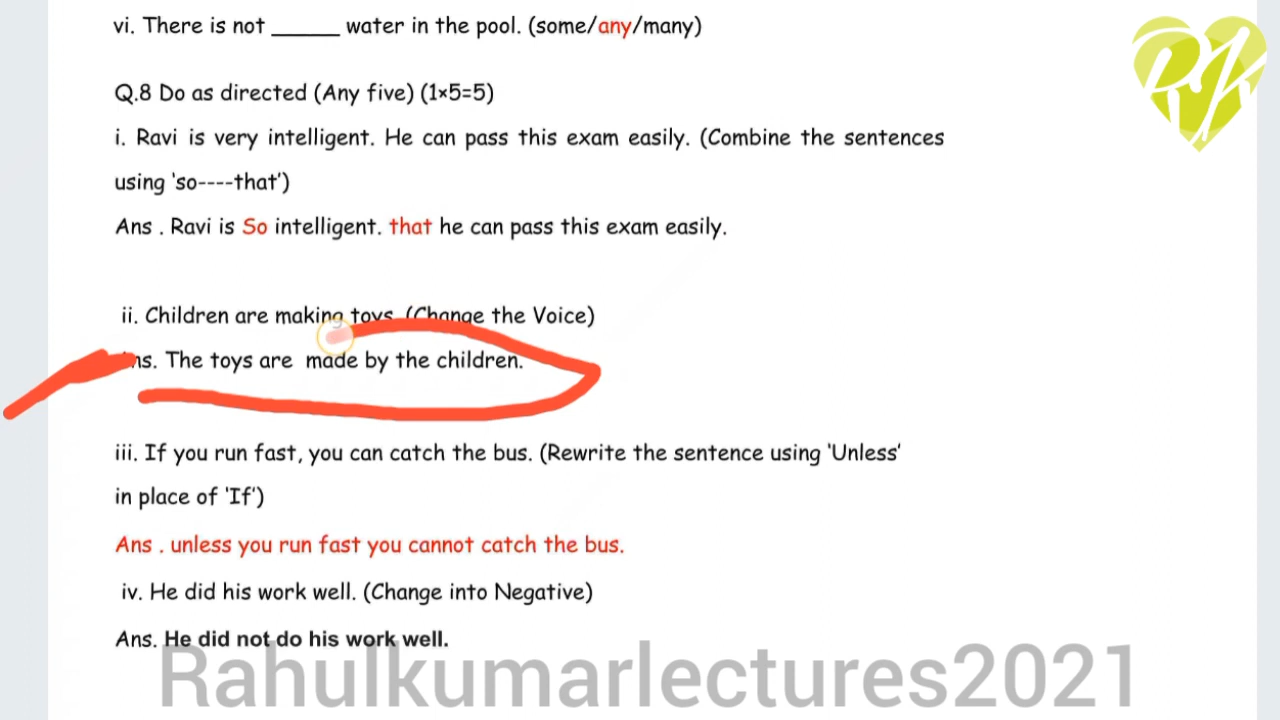 vi. There is not _____ water in the pool. (some/any/many)
Q.8 Do as directed (Any five) (1×5=5)
i. Ravi is very intelligent. He can pass this exam easily. (Combine the sentences
using 'so----that')
Ans . Ravi is So intelligent. that he can pass this exam easily.
ii. Children are making toys. (Change the Voice)
ns. The toys are made by the children.
iii. If you run fast, you can catch the bus. (Rewrite the sentence using 'Unless'
in place of 'If')
Ans . unless you run fast you cannot catch the bus.
iv. He did his work well. (Change into Negative)
Ans. He did not do his work well.
Rahulkumarlectures2021